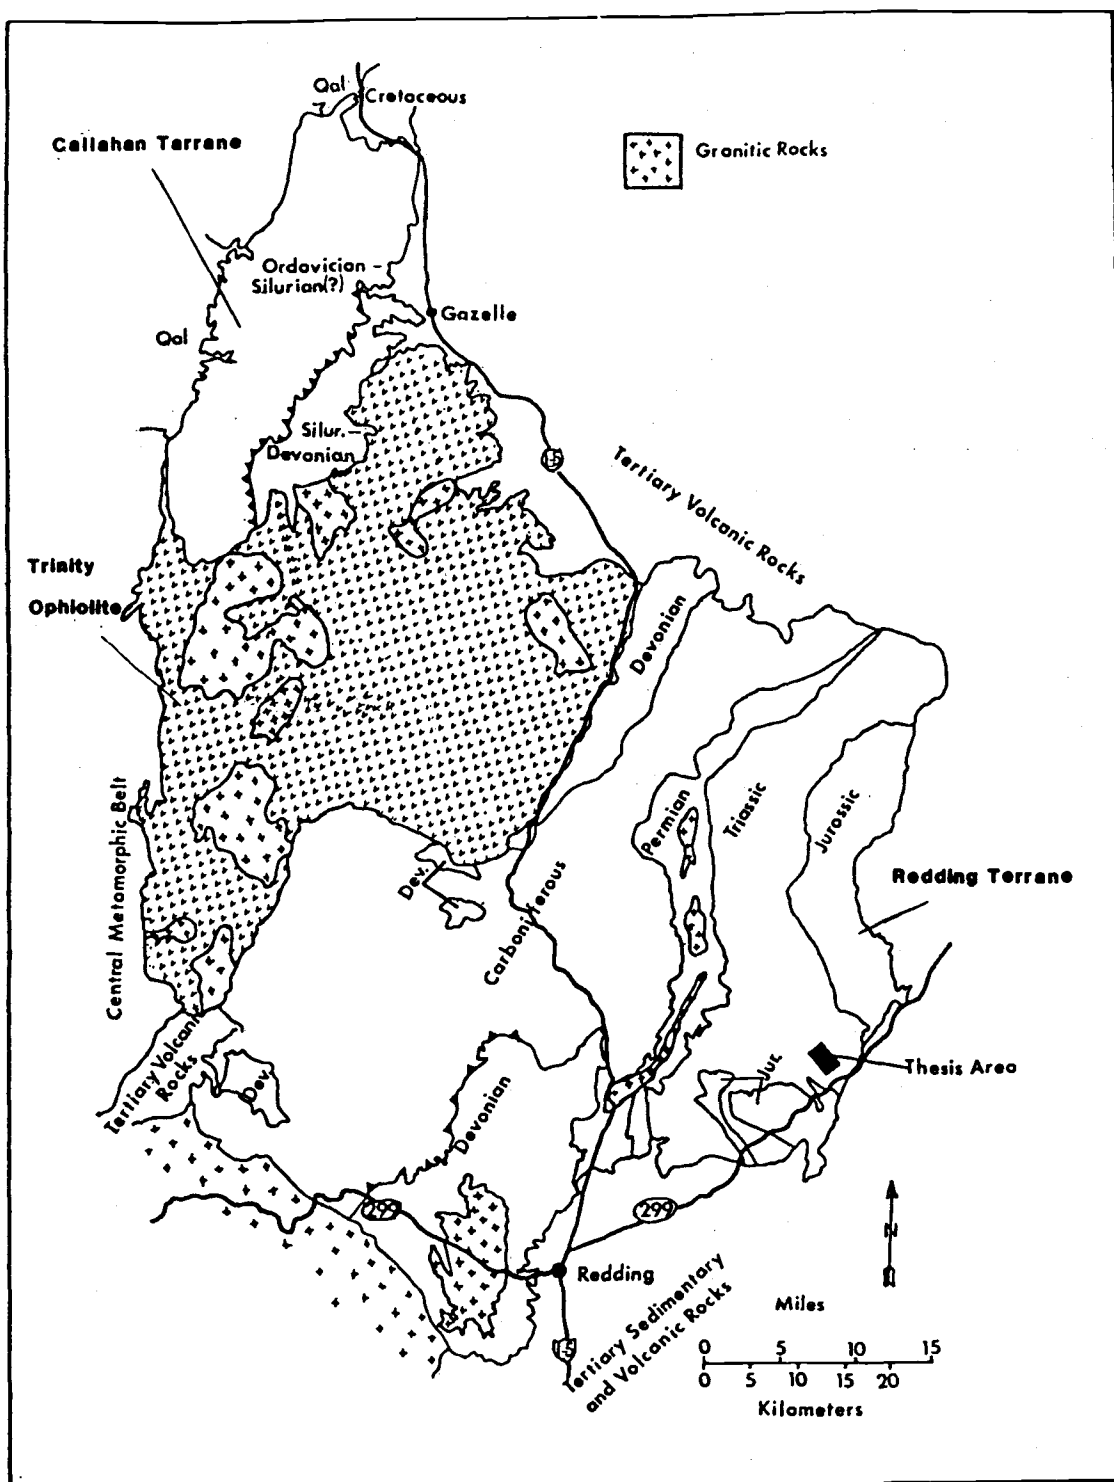 Qal
Cretaceous
Callahan Tarrane
Granitic Rocks
Ordovician -
Silurian(?)
Gazelle
Qal
Silur.-
Devonian
I-5
Tertiary Volcanic Rocks
Trinity
Ophiolite
Devonian
Central Metamorphic Belt
Permian
Triassic
Jurossic
Redding Terrane
Dev.
Carboniferous
Tertiary Volcanic
Rocks
Dev.
Devonian
Jur.
Thesis Area
299
299
N
Redding
Tertiary Sedimentary
and Volcanic Rocks
I-5
Miles
0 5 10 15
0 5 10 15 20
Kilometers